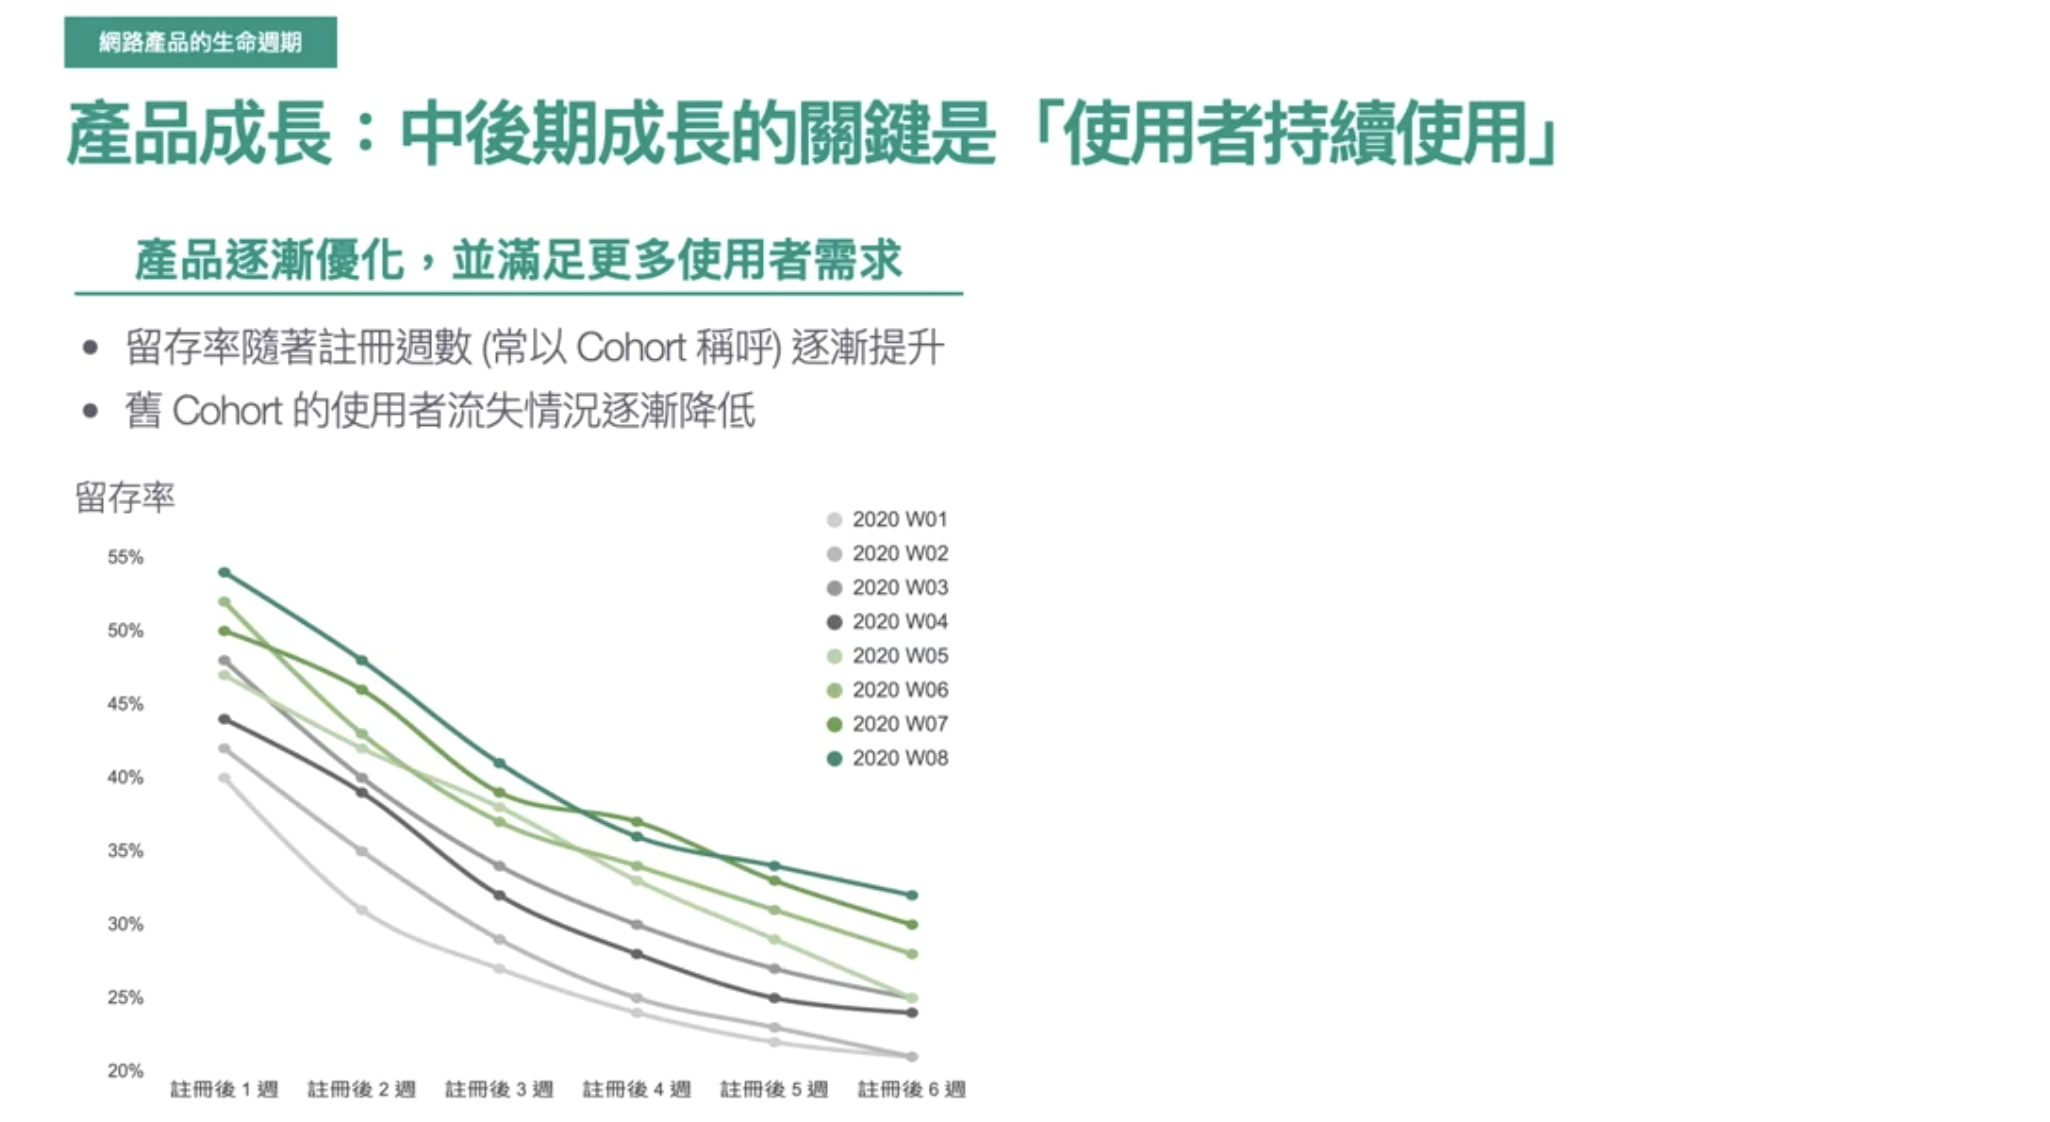 網路產品的生命週期
產品成長：中後期成長的關鍵是「使用者持續使用」
產品逐漸優化，並滿足更多使用者需求
• 留存率隨著註冊週數 (常以 Cohort 稱呼) 逐漸提升
• 舊 Cohort 的使用者流失情況逐漸降低
留存率
2020 W01
2020 W02
2020 W03
2020 W04
2020 W05
2020 W06
2020 W07
2020 W08
55%
50%
45%
40%
35%
30%
25%
20%
註冊後 1 週 註冊後 2 週 註冊後 3 週 註冊後 4 週 註冊後 5 週 註冊後 6 週